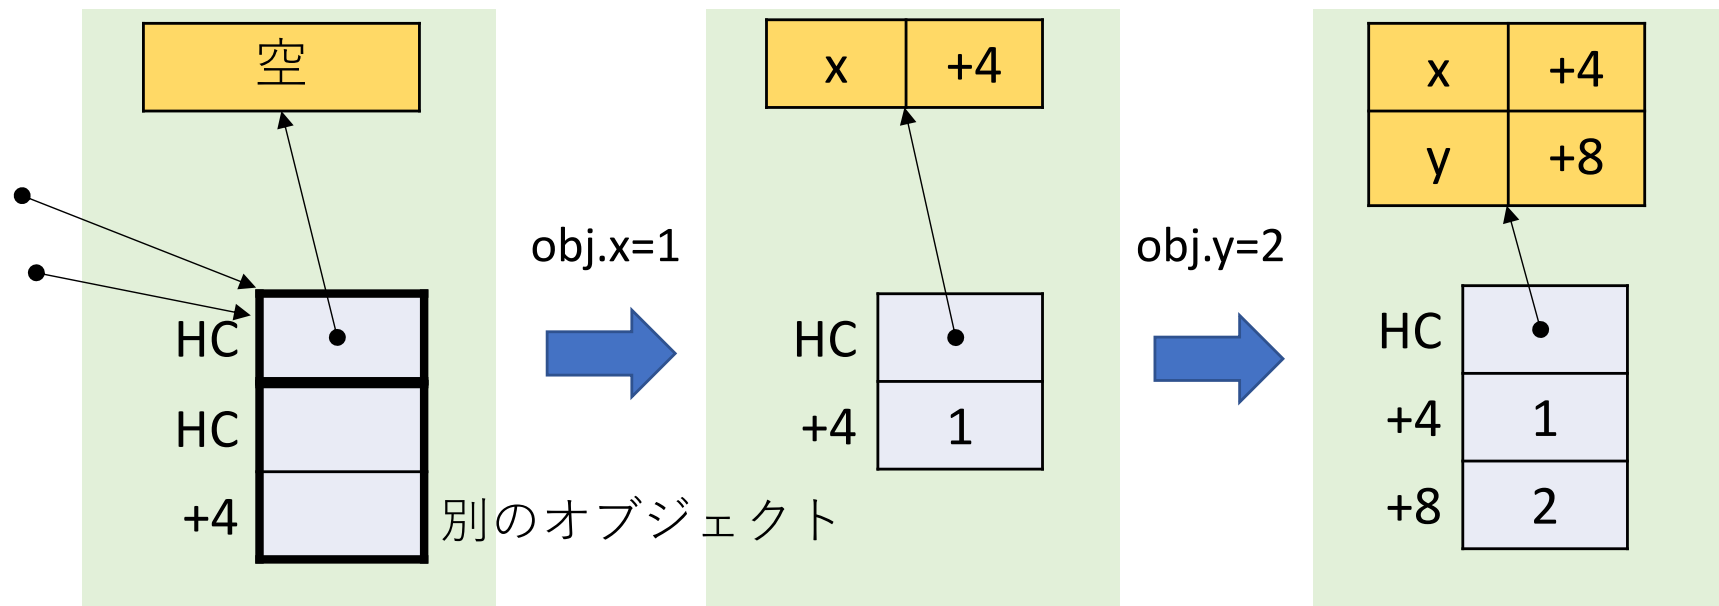 空
HC
HC
+4
別のオブジェクト
obj.x=1
x +4
HC
+4 1
obj.y=2
x +4
y +8
HC
+4 1
+8 2